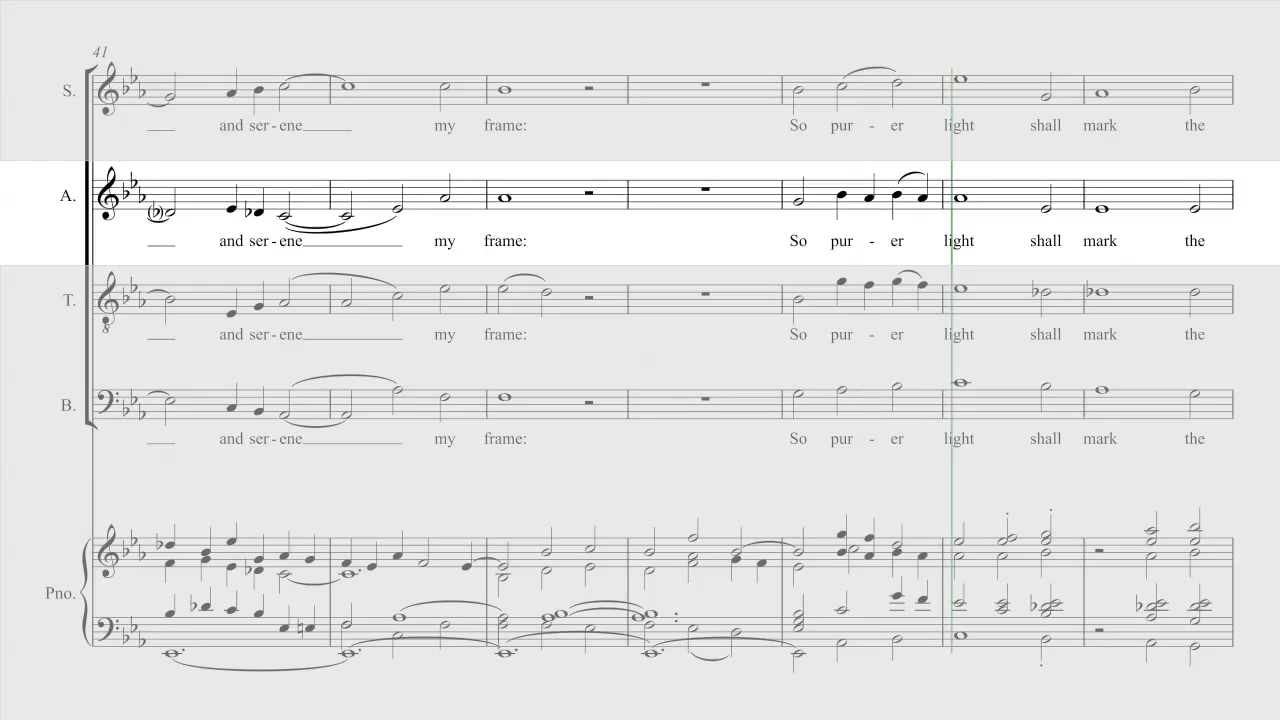 41
S.
and ser - ene my frame: So pur - er light shall mark the
A.
and ser - ene my frame: So pur - er light shall mark the
T.
8
and ser - ene my frame: So pur - er light shall mark the
B.
and ser - ene my frame: So pur - er light shall mark the
Pno.